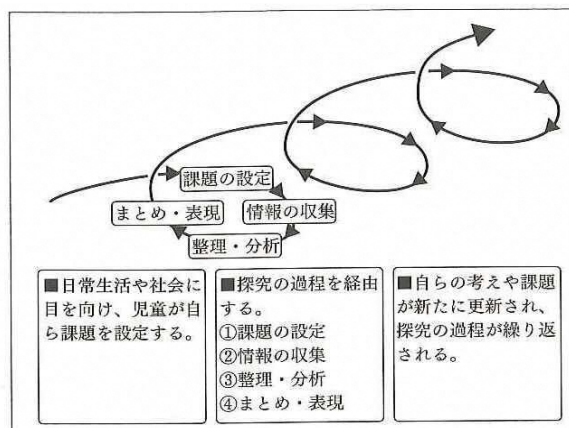 課題の設定
まとめ・表現
情報の収集
整理・分析
■日常生活や社会に
目を向け、児童が自
ら課題を設定する。
■探究の過程を経由
する。
①課題の設定
②情報の収集
③整理・分析
④まとめ・表現
■自らの考えや課題
が新たに更新され、
探究の過程が繰り返
される。